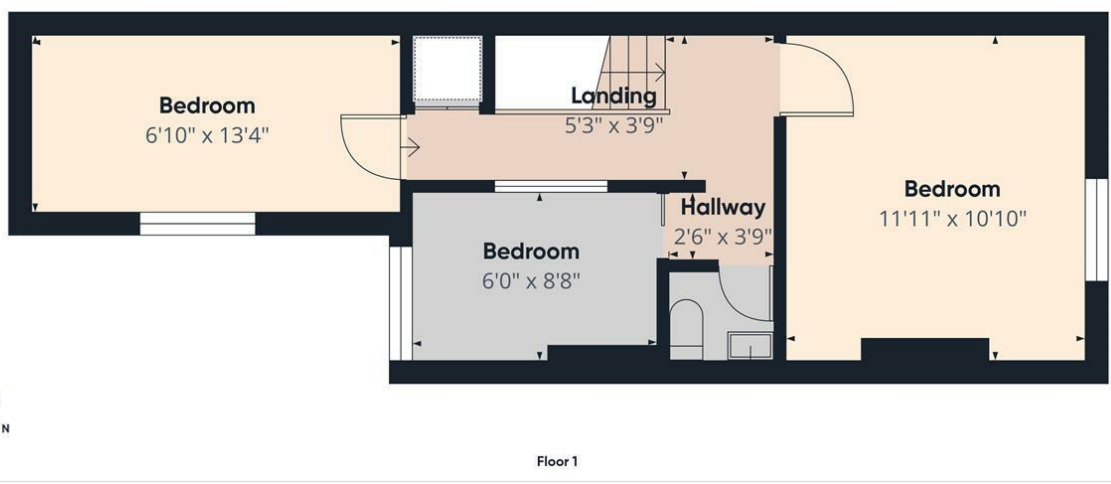 Bedroom
6'10" x 13'4"
Landing
5'3" x 3'9"
Bedroom
11'11" x 10'10"
Hallway
2'6" x 3'9"
Bedroom
6'0" x 8'8"
N
Floor 1